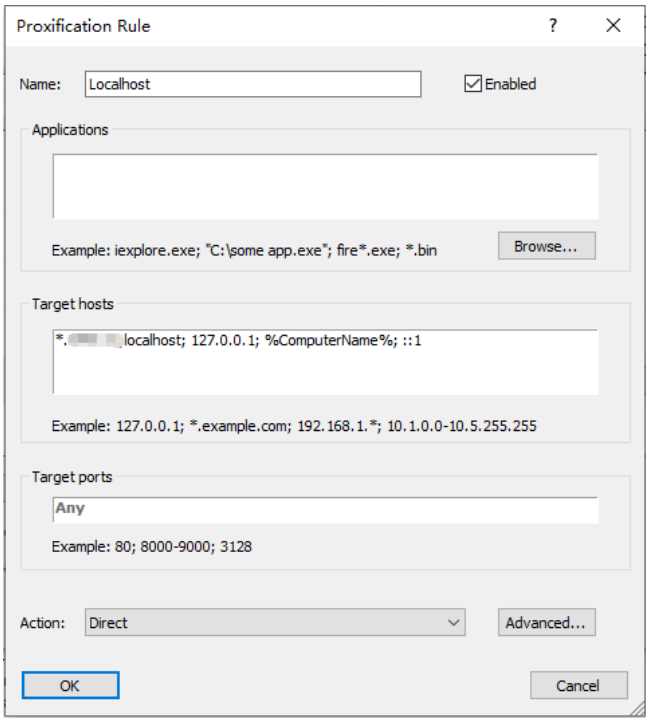 Proxification Rule
?
Name: Localhost Enabled
Applications
Example: iexplore.exe; "C:\some app.exe"; fire*.exe; *.bin Browse...
Target hosts
*. localhost; 127.0.0.1; %ComputerName%; ::1
Example: 127.0.0.1; *.example.com; 192.168.1.*; 10.1.0.0-10.5.255.255
Target ports
Any
Example: 80; 8000-9000; 3128
Action: Direct Advanced...
OK Cancel